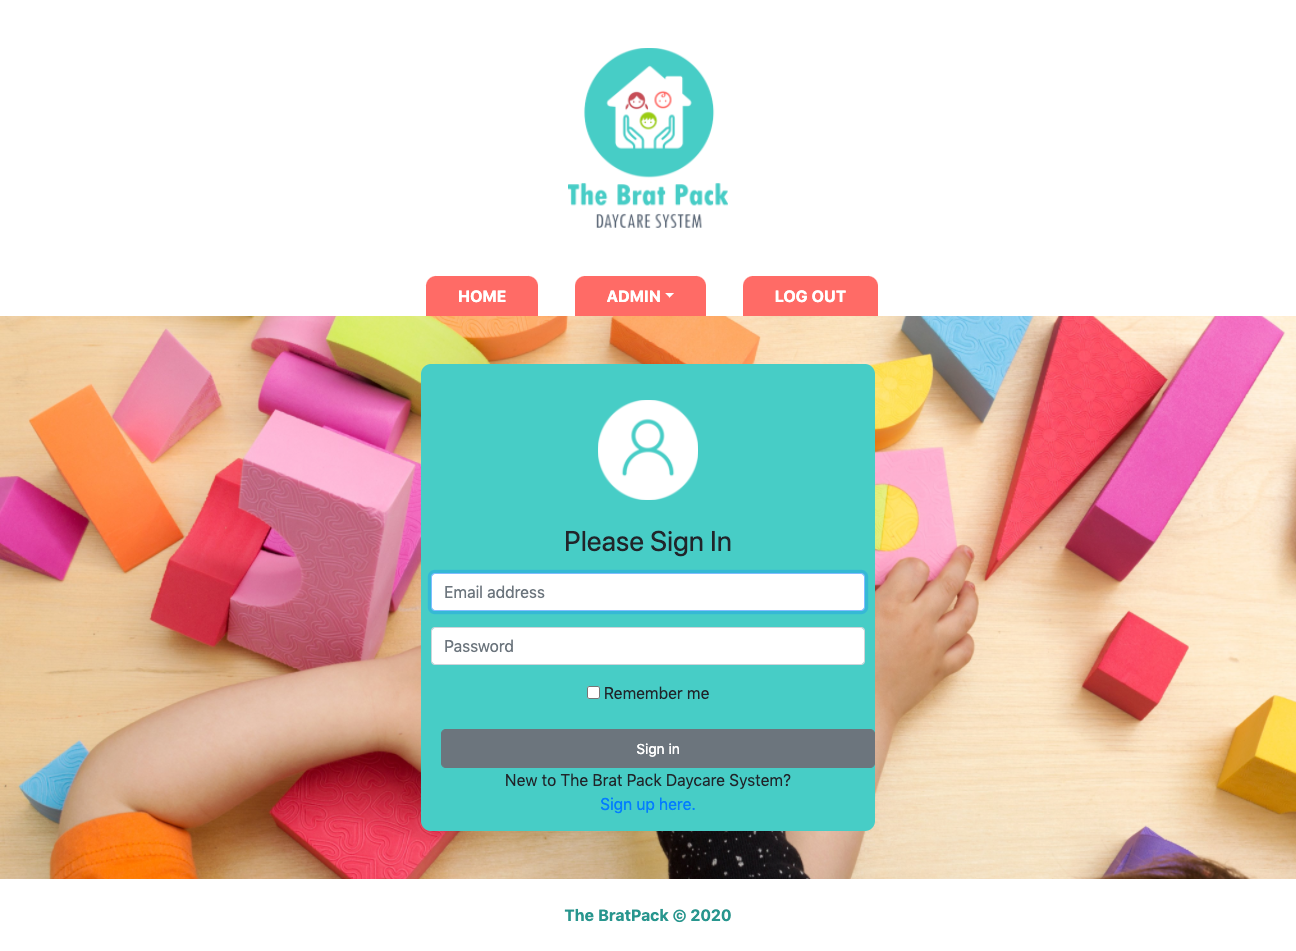 The Brat Pack
DAYCARE SYSTEM
HOME ADMIN LOG OUT
Please Sign In
Email address
Password
Remember me
Sign in
New to The Brat Pack Daycare System?
Sign up here.
The BratPack © 2020